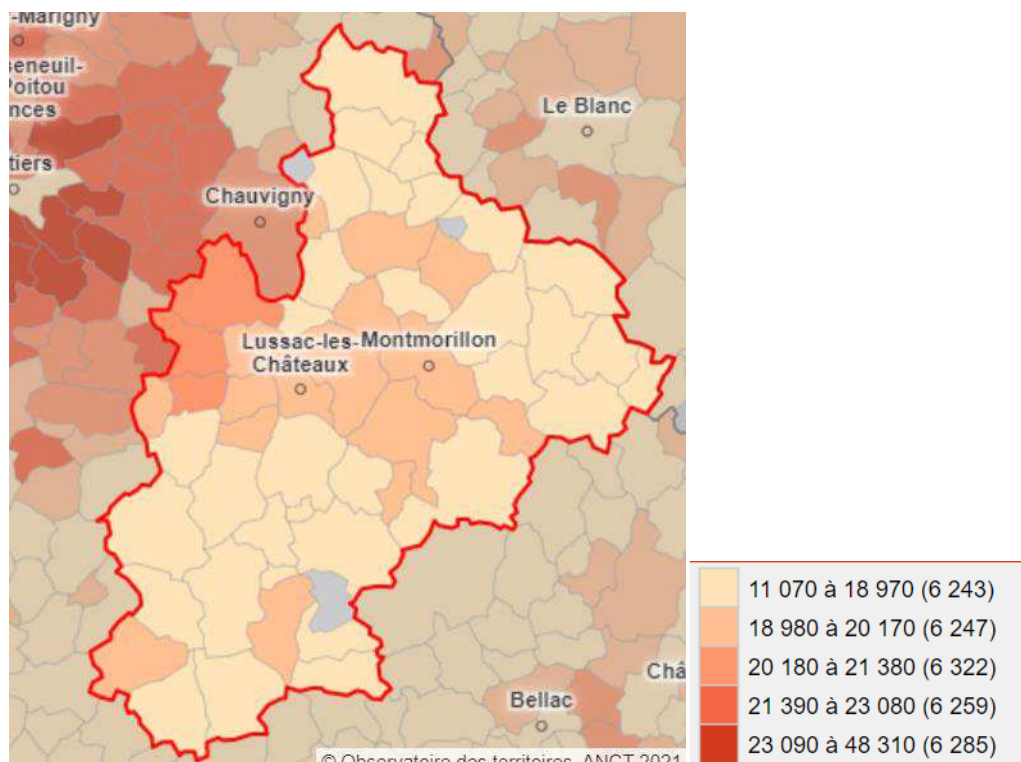 -Marigny
seneuil-
Poitou
nces
Le Blanc
tiers
Chauvigny
Lussac-les-
Châteaux
Montmorillon
Châ
Bellac
© Observatoire des territoires, ANCT 2021
11 070 à 18 970 (6 243)
18 980 à 20 170 (6 247)
20 180 à 21 380 (6 322)
21 390 à 23 080 (6 259)
23 090 à 48 310 (6 285)